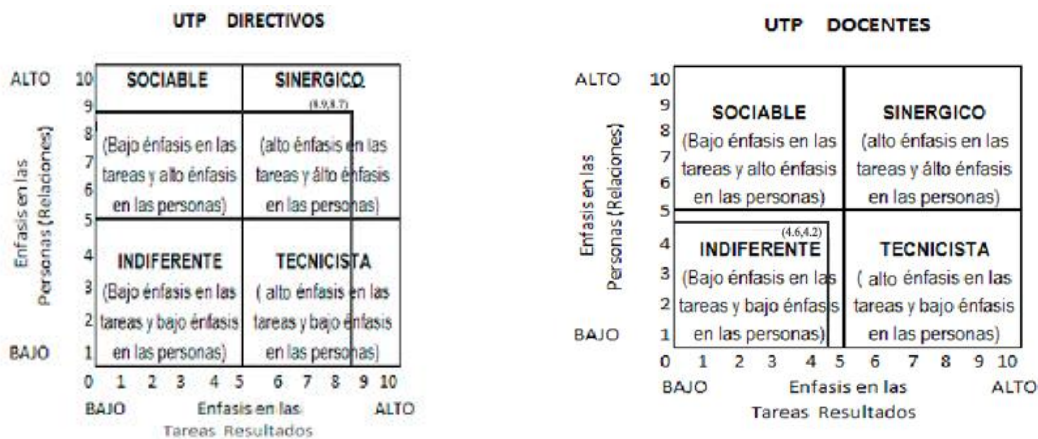 UTP DIRECTIVOS
ALTO
10
9
8
7
6
5
4
3
2
1
0
BAJO
Enfasis en las
Personas (Relaciones)
SOCIABLE
(Bajo énfasis en las
tareas y alto énfasis
en las personas)
SINERGICO
(8.9,8.7)
(alto énfasis en las
tareas y álto énfasis
en las personas)
INDIFERENTE
(Bajo énfasis en las
tareas y bajo énfasis
en las personas)
TECNICISTA
( alto énfasis en las
tareas y bajo énfasis
en las personas)
1 2 3 4 5 6 7 8 9 10
BAJO Enfasis en las ALTO
Tareas Resultados
UTP DOCENTES
ALTO
10
9
8
7
6
5
4
3
2
1
0
BAJO
Enfasis en las
Personas (Relaciones)
SOCIABLE
(Bajo énfasis en las
tareas y alto énfasis
en las personas)
SINERGICO
(alto énfasis en las
tareas y álto énfasis
en las personas)
(4.6,4.2)
INDIFERENTE
(Bajo énfasis en las
tareas y bajo énfasis
en las personas)
TECNICISTA
( alto énfasis en las
tareas y bajo énfasis
en las personas)
1 2 3 4 5 6 7 8 9 10
BAJO Enfasis en las ALTO
Tareas Resultados